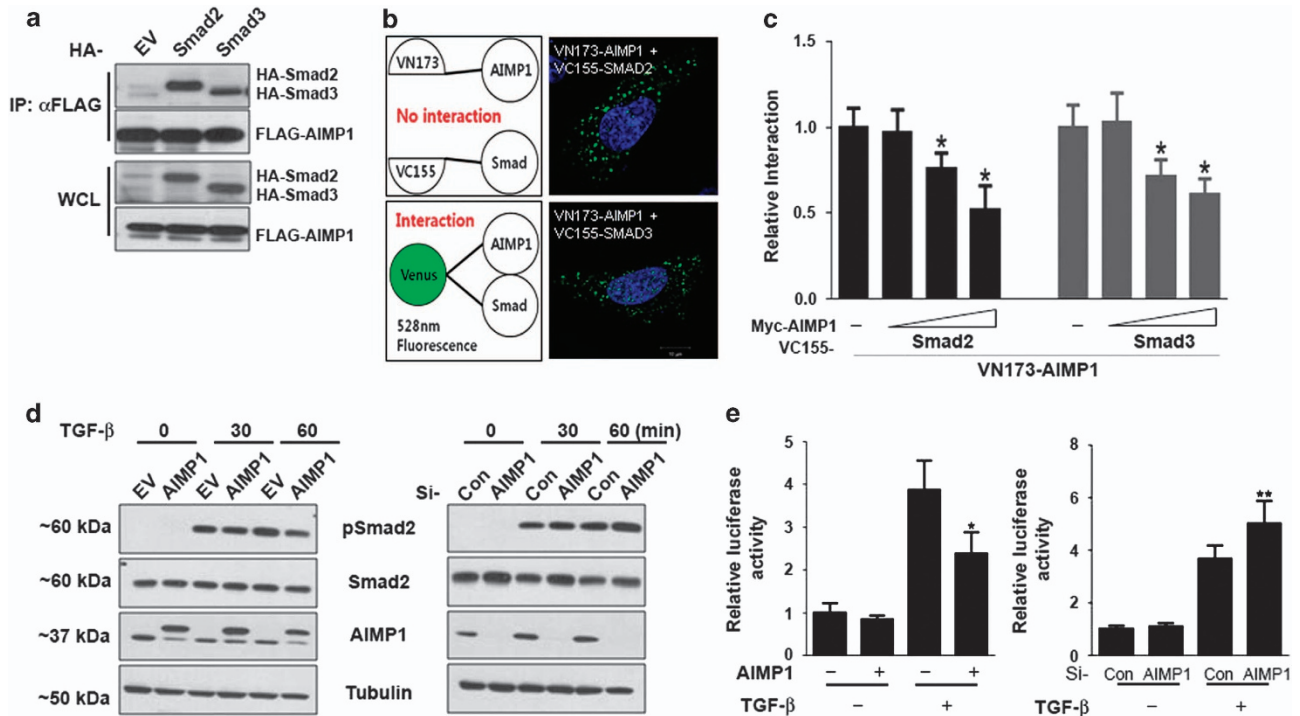 a
HA-
EV
Smad2
Smad3
IP: αFLAG
HA-Smad2
HA-Smad3
FLAG-AIMP1
WCL
HA-Smad2
HA-Smad3
FLAG-AIMP1
b
VN173
AIMP1
No interaction
VC155
Smad
VN173-AIMP1 +
VC155-SMAD2
Interaction
Venus
AIMP1
Smad
528nm
Fluorescence
VN173-AIMP1 +
VC155-SMAD3
c
Relative Interaction
1.5
1.0
0.5
0.0
* * * *
Myc-AIMP1 – –
VC155- Smad2 Smad3
VN173-AIMP1
d
TGF-β 0 30 60
EV AIMP1 EV AIMP1 EV AIMP1
~60 kDa
~60 kDa
~37 kDa
~50 kDa
0 30 60 (min)
Si- Con AIMP1 Con AIMP1 Con AIMP1
pSmad2
Smad2
AIMP1
Tubulin
e
Relative luciferase
activity
5
4
3
2
1
0
*
AIMP1 – + – +
TGF-β – +
Relative luciferase
activity
8
6
4
2
0
**
Si- Con AIMP1 Con AIMP1
TGF-β – +